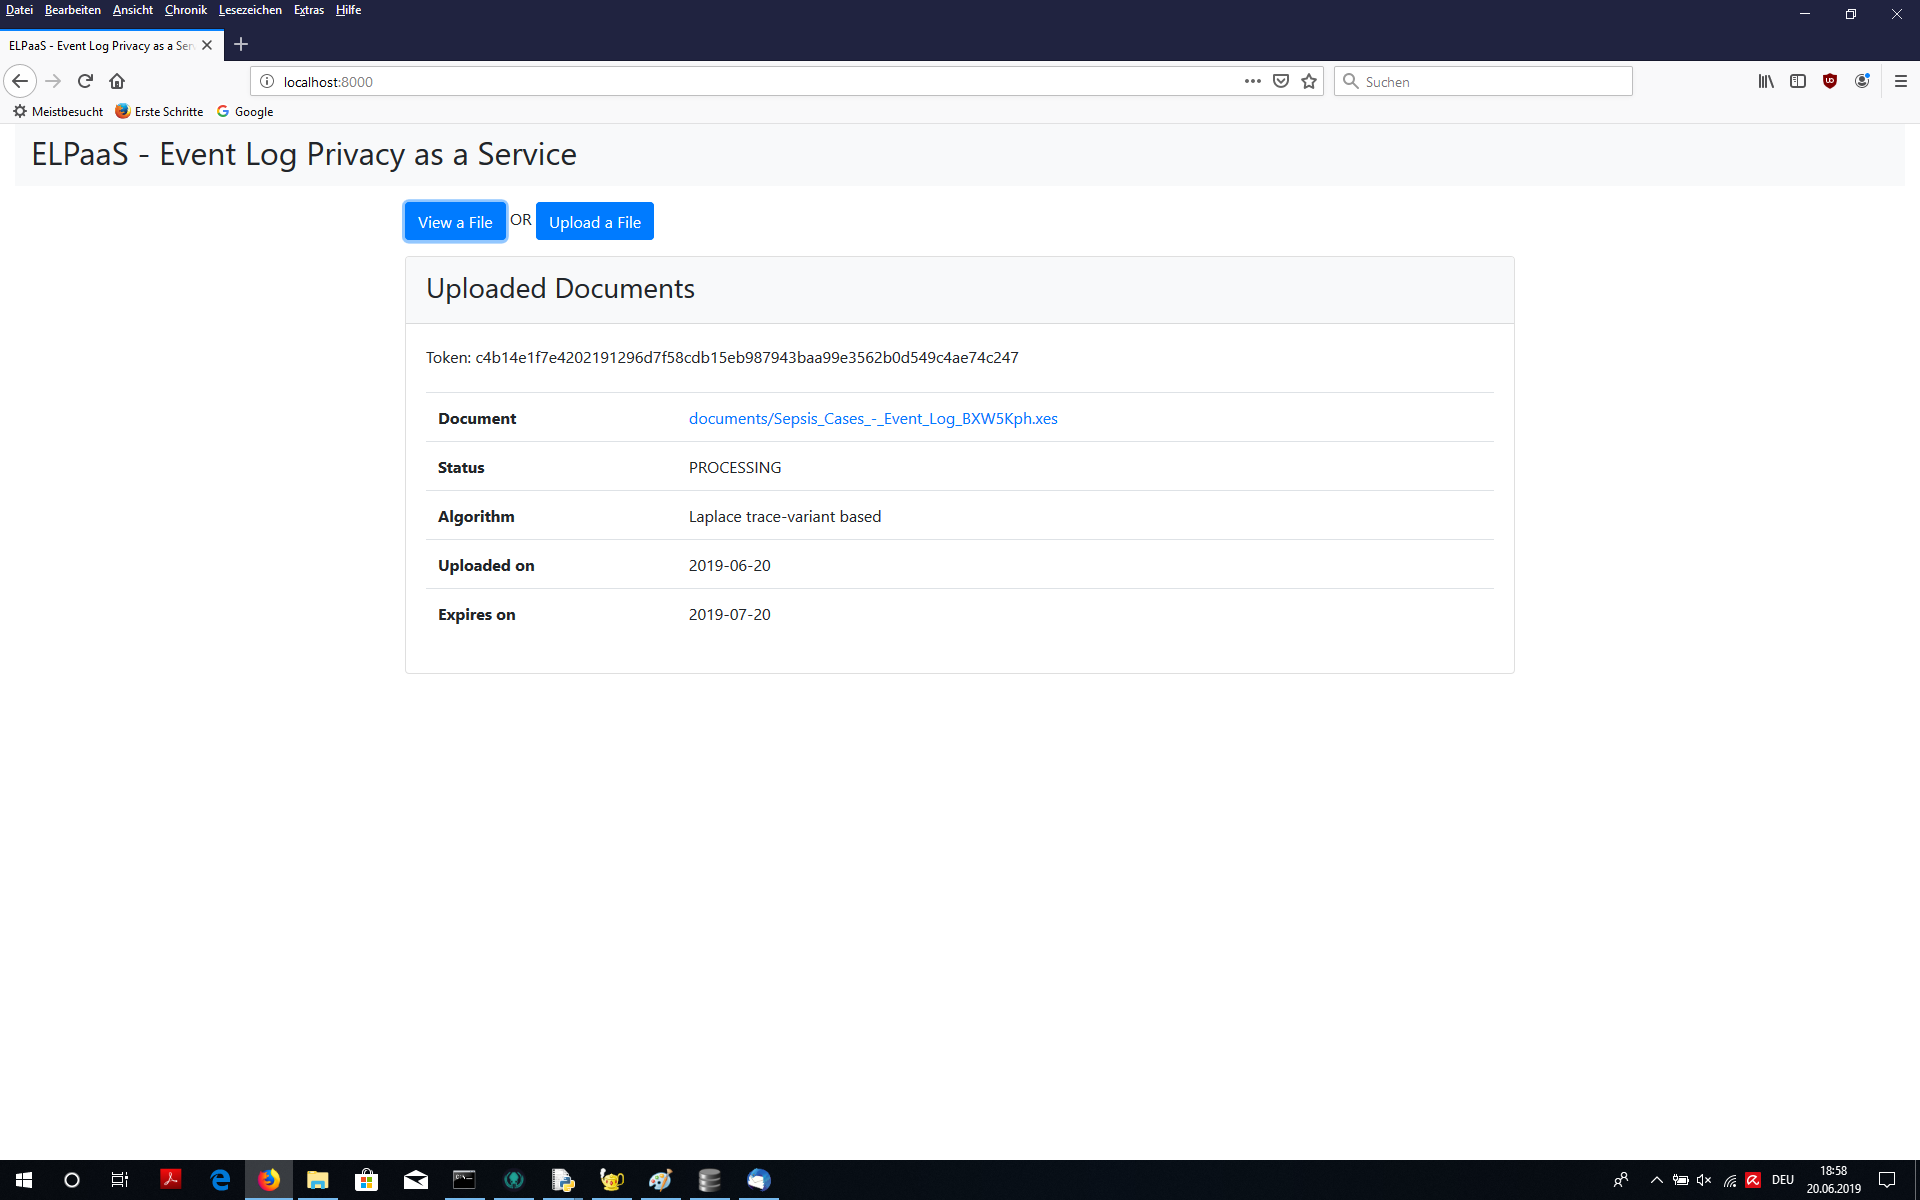 Datei Bearbeiten Ansicht Chronik Lesezeichen Extras Hilfe
ELPaaS - Event Log Privacy as a Ser
localhost:8000
Suchen
Meistbesucht Erste Schritte Google
ELPaaS - Event Log Privacy as a Service
View a File OR Upload a File
Uploaded Documents
Token: c4b14e1f7e4202191296d7f58cdb15eb987943baa99e3562b0d549c4ae74c247
Document documents/Sepsis_Cases_-_Event_Log_BXW5Kph.xes
Status PROCESSING
Algorithm Laplace trace-variant based
Uploaded on 2019-06-20
Expires on 2019-07-20
DEU
18:58
20.06.2019